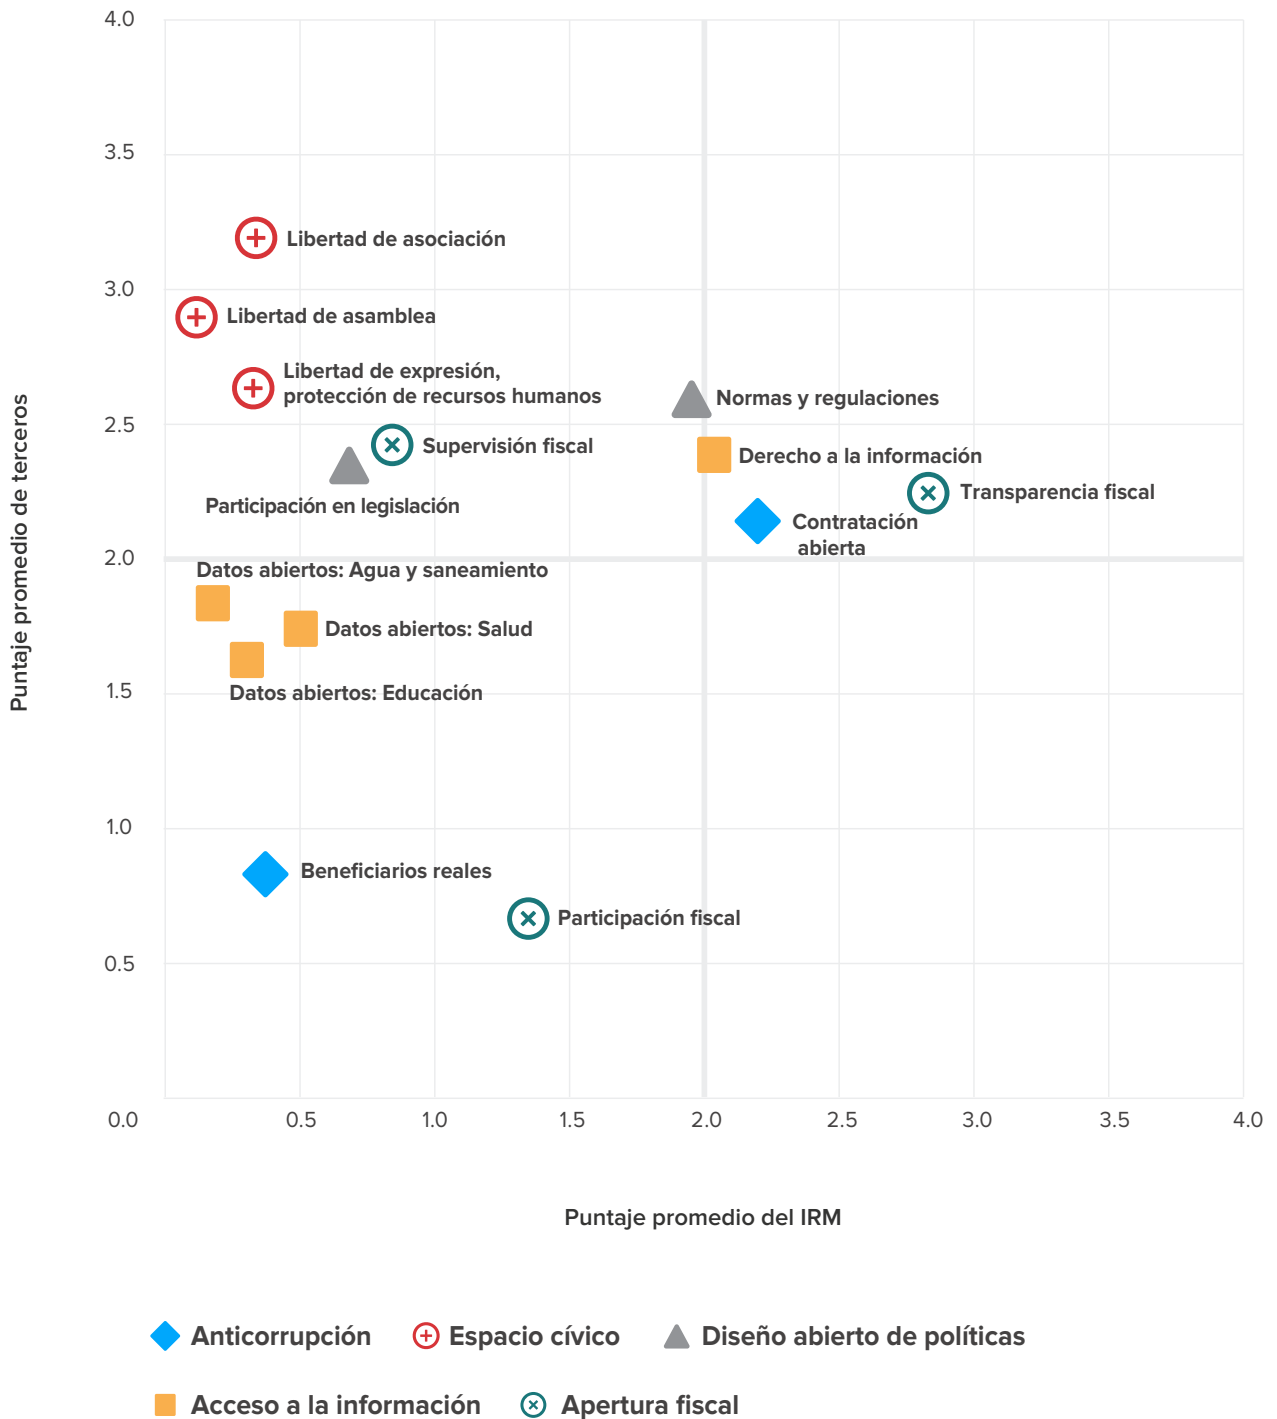 4.0
3.5
Libertad de asociación
3.0
Libertad de asamblea
Libertad de expresión,
protección de recursos humanos
Normas y regulaciones
2.5
Supervisión fiscal
Derecho a la información
Participación en legislación
Transparencia fiscal
Contratación
abierta
2.0
Datos abiertos: Agua y saneamiento
Datos abiertos: Salud
1.5
Datos abiertos: Educación
1.0
Beneficiarios reales
Participación fiscal
0.5
Puntaje promedio de terceros
0.0 0.5 1.0 1.5 2.0 2.5 3.0 3.5 4.0
Puntaje promedio del IRM
Anticorrupción Espacio cívico Diseño abierto de políticas
Acceso a la información Apertura fiscal